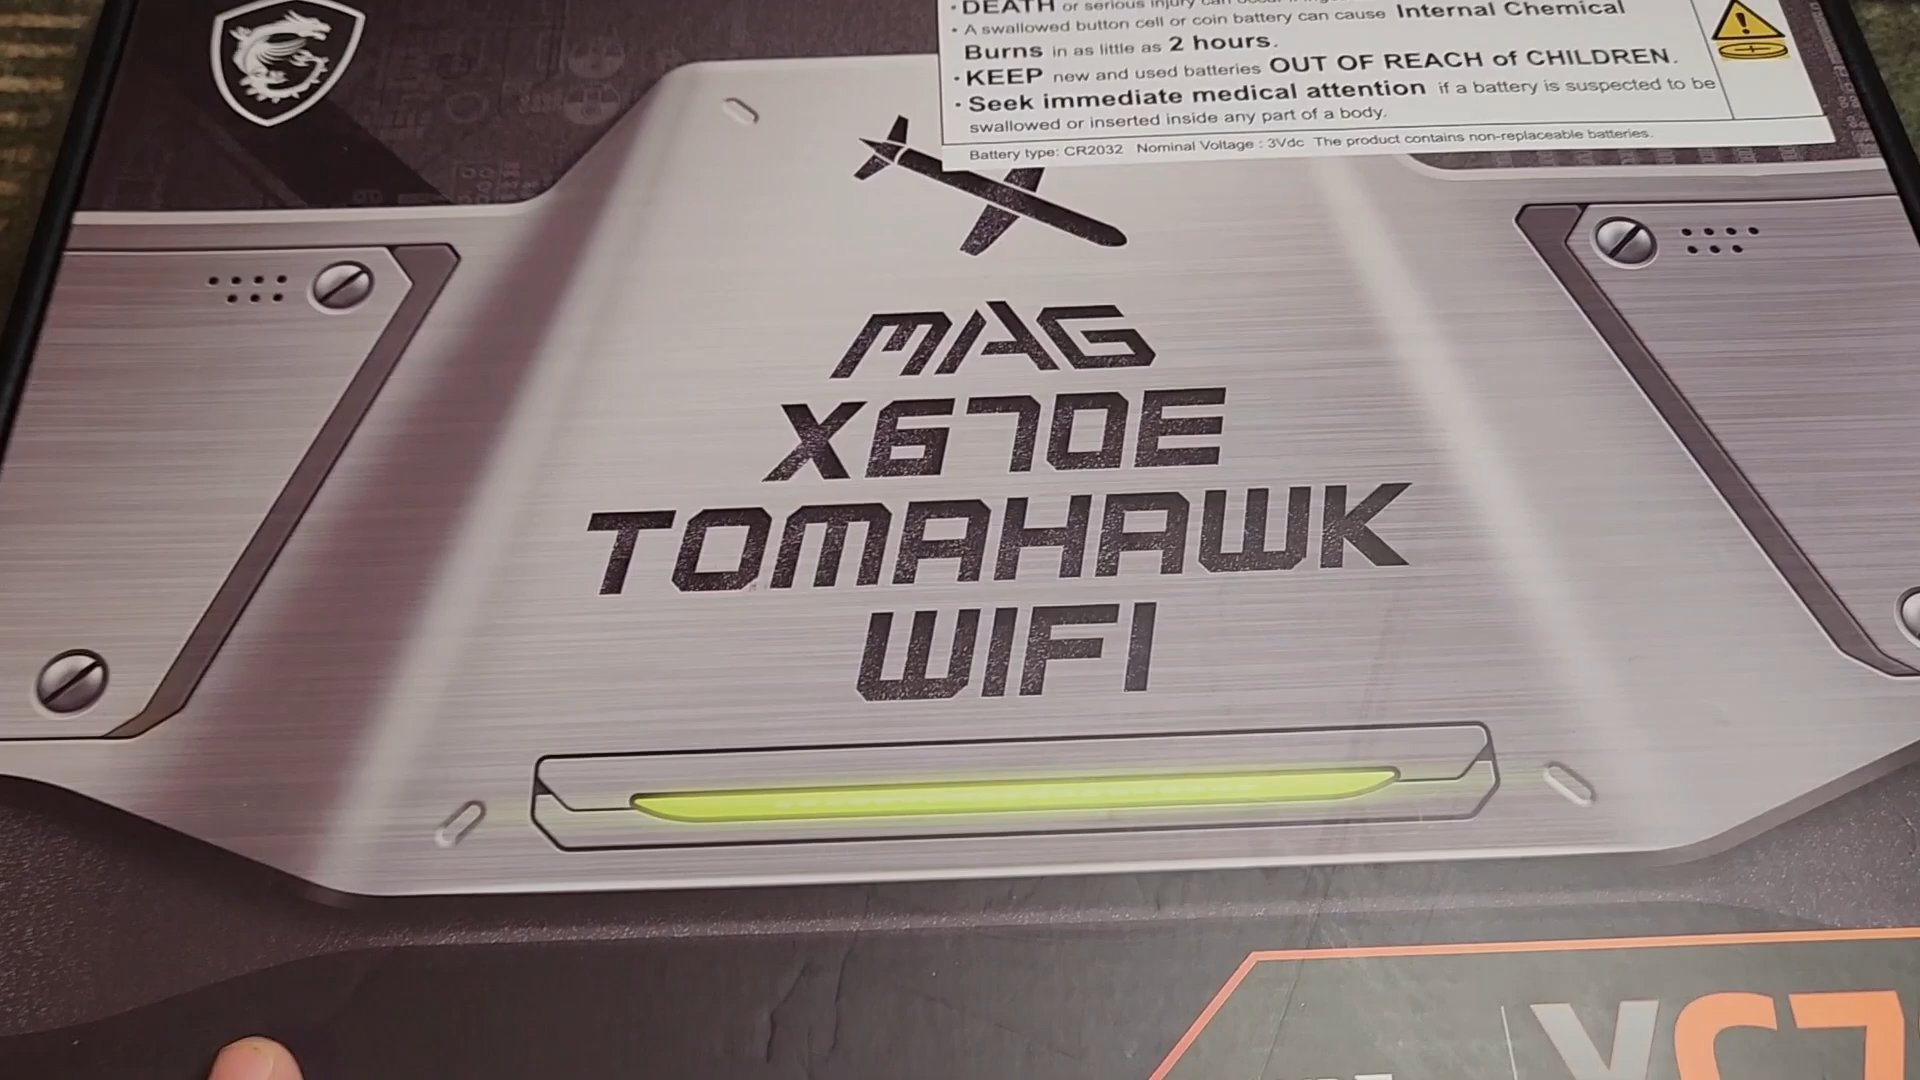 • DEATH or serious injury can occur if
• A swallowed button cell or coin battery can cause Internal Chemical
Burns in as little as 2 hours.
• KEEP new and used batteries OUT OF REACH of CHILDREN.
• Seek immediate medical attention if a battery is suspected to be
swallowed or inserted inside any part of a body.
Battery type: CR2032 Nominal Voltage : 3Vdc The product contains non-replaceable batteries.
MAG
X670E
TOMAHAWK
WIFI
X67